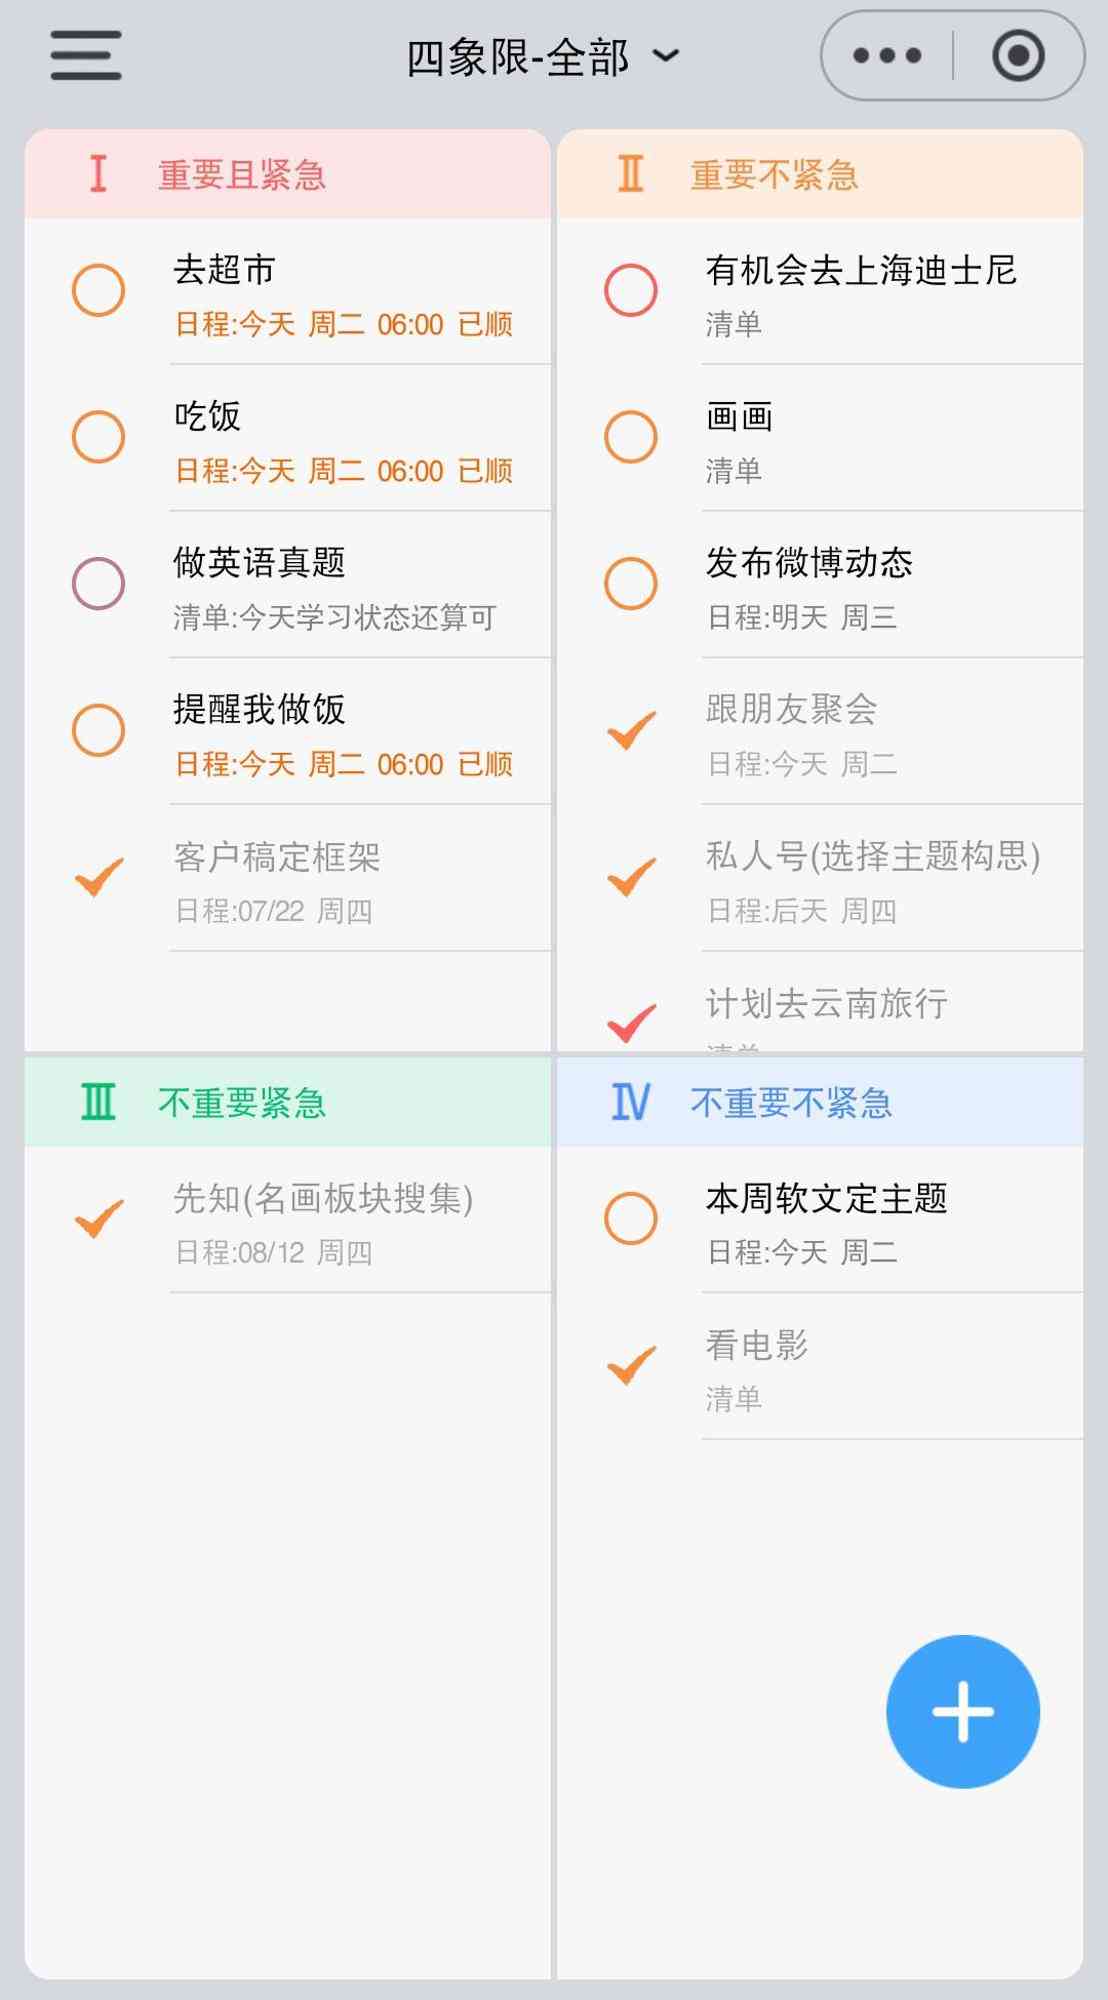 四象限-全部
I 重要且紧急
去超市
日程:今天 周二 06:00 已顺
吃饭
日程:今天 周二 06:00 已顺
做英语真题
清单:今天学习状态还算可
提醒我做饭
日程:今天 周二 06:00 已顺
客户稿定框架
日程:07/22 周四
II 重要不紧急
有机会去上海迪士尼
清单
画画
清单
发布微博动态
日程:明天 周三
跟朋友聚会
日程:今天 周二
私人号(选择主题构思)
日程:后天 周四
计划去云南旅行
清单
III 不重要紧急
先知(名画板块搜集)
日程:08/12 周四
IV 不重要不紧急
本周软文定主题
日程:今天 周二
看电影
清单